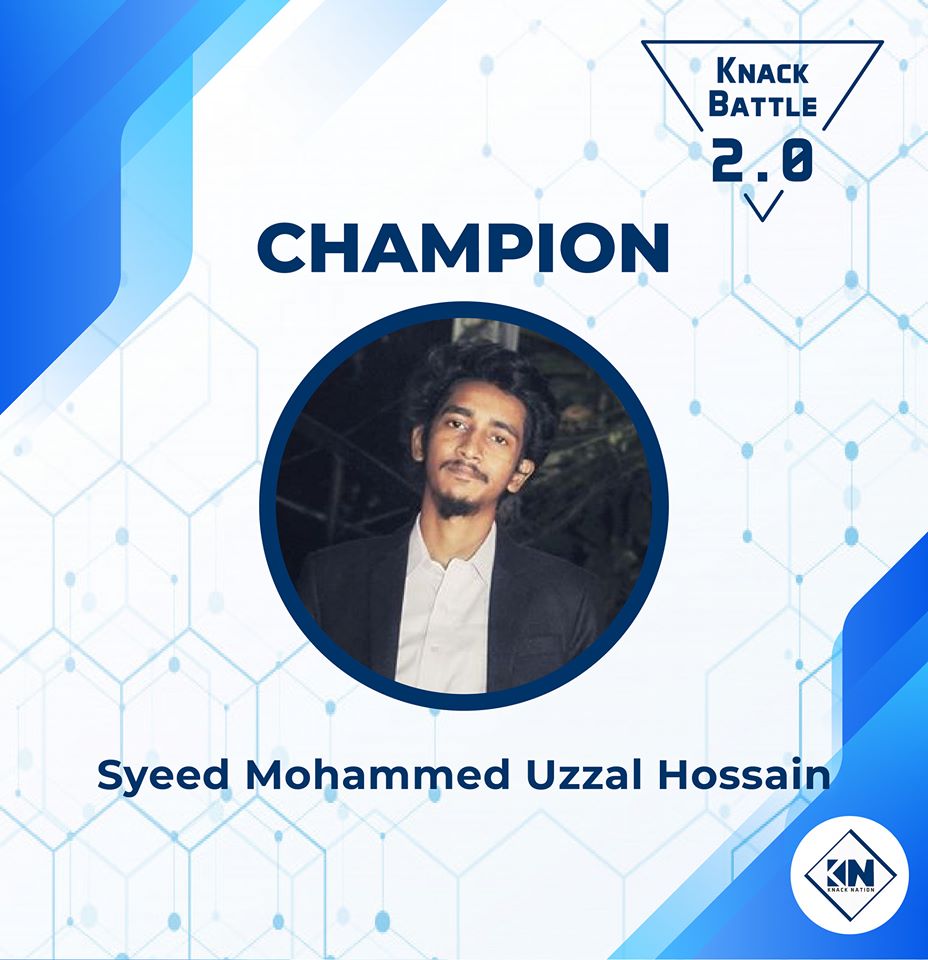 KNACK
BATTLE
2.0
CHAMPION
Syeed Mohammed Uzzal Hossain
KN
KNACK NATION